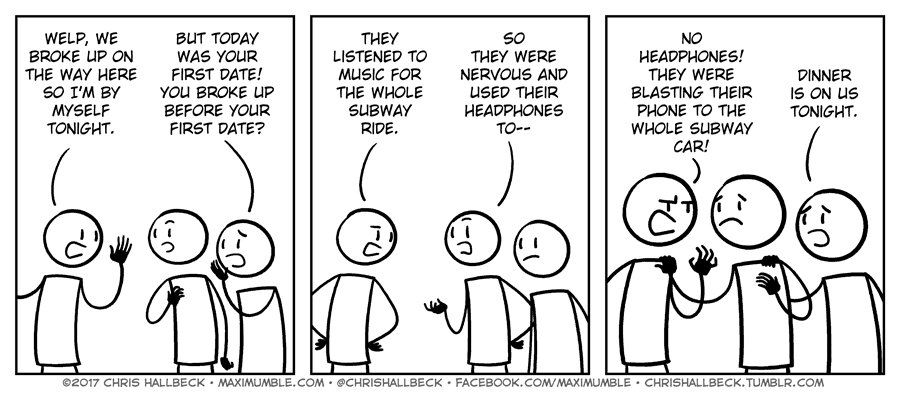 WELP, WE
BROKE UP ON
THE WAY HERE
SO I'M BY
MYSELF
TONIGHT.
BUT TODAY
WAS YOUR
FIRST DATE!
YOU BROKE UP
BEFORE YOUR
FIRST DATE?
THEY
LISTENED TO
MUSIC FOR
THE WHOLE
SUBWAY
RIDE.
SO
THEY WERE
NERVOUS AND
USED THEIR
HEADPHONES
TO--
NO
HEADPHONES!
THEY WERE
BLASTING THEIR
PHONE TO THE
WHOLE SUBWAY
CAR!
DINNER
IS ON US
TONIGHT.
©2017 CHRIS HALLBECK • MAXIMUMBLE.COM • @CHRISHALLBECK • FACEBOOK.COM/MAXIMUMBLE • CHRISHALLBECK.TUMBLR.COM